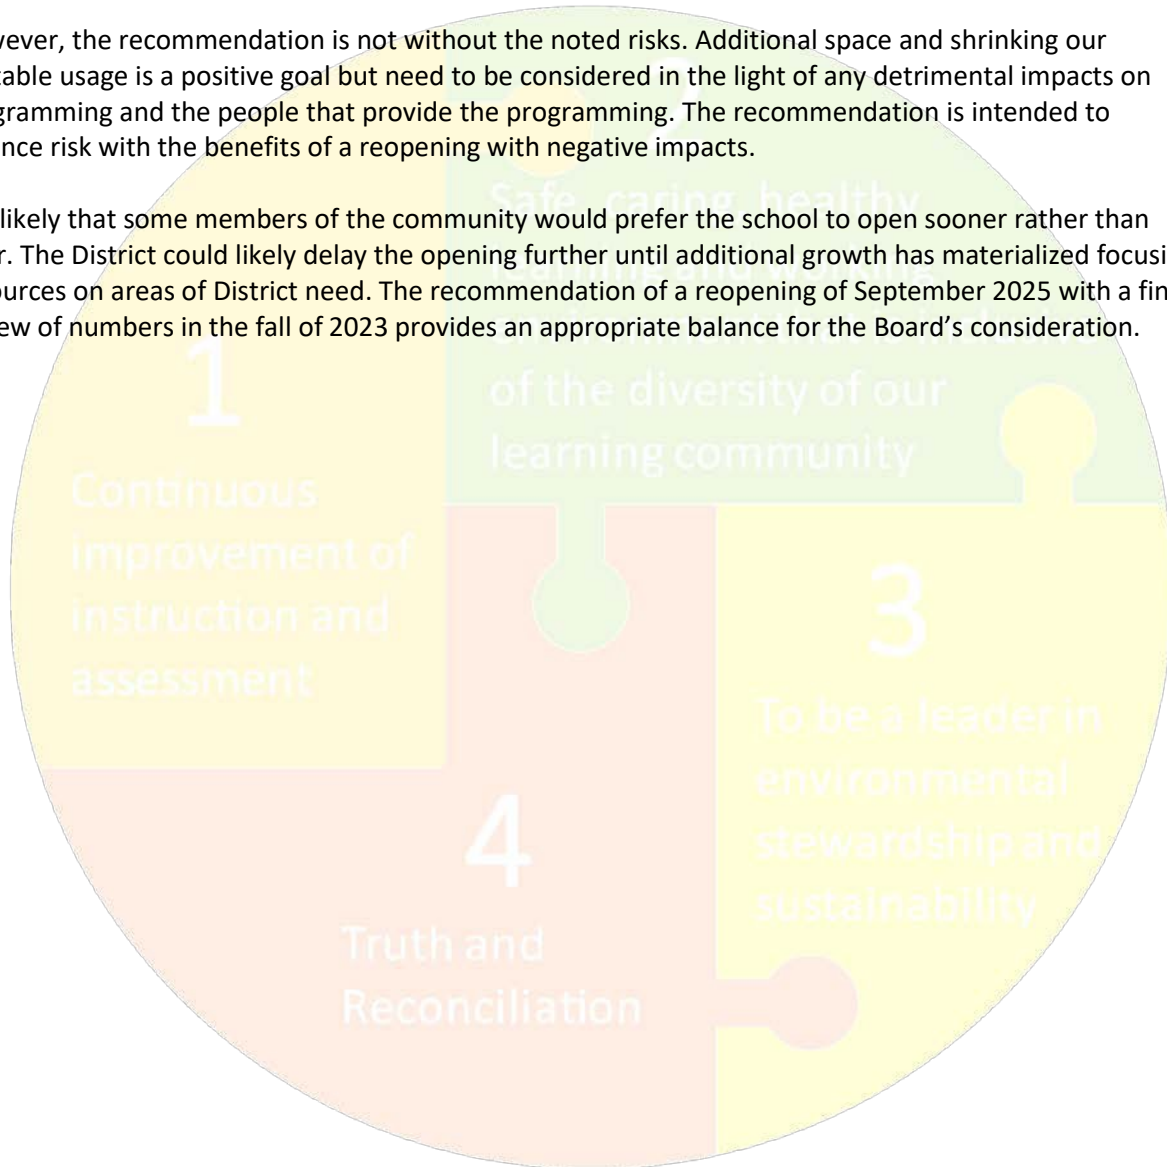 vever, the recommendation is not without the noted risks. Additional space and shrinking our
table usage is a positive goal but need to be considered in the light of any detrimental impacts on
gramming and the people that provide the programming. The recommendation is intended to
ance risk with the benefits of a reopening with negative impacts.
likely that some members of the community would prefer the school to open sooner rather than
r. The District could likely delay the opening further until additional growth has materialized focusi
ources on areas of District need. The recommendation of a reopening of September 2025 with a fin
ew of numbers in the fall of 2023 provides an appropriate balance for the Board's consideration.
1
Continuous
improvement of
instruction and
assessment
2
Safe, caring, healthy
learning and working
of the diversity of our
learning community
3
To be a leader in
environmental
stewardship and
sustainability
4
Truth and
Reconciliation